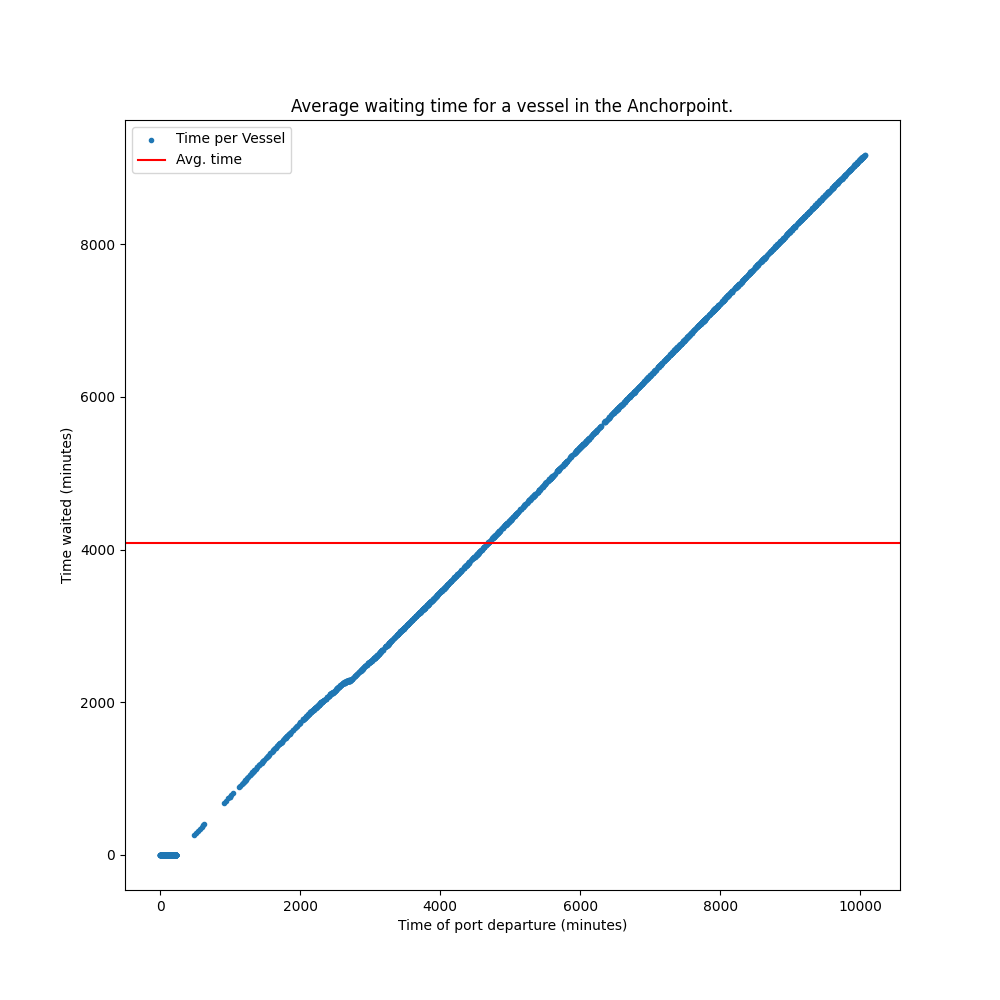 Average waiting time for a vessel in the Anchorpoint.
Time per Vessel
Avg. time
8000
6000
4000
2000
0
Time waited (minutes)
0 2000 4000 6000 8000 10000
Time of port departure (minutes)